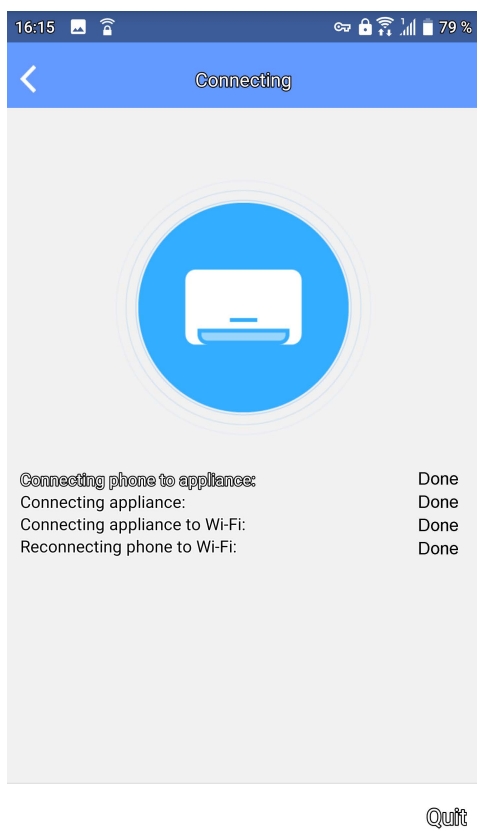 16:15 1 79 %
Connecting
Connecting phone to appliance: Done
Connecting appliance: Done
Connecting appliance to Wi-Fi: Done
Reconnecting phone to Wi-Fi: Done
Quit